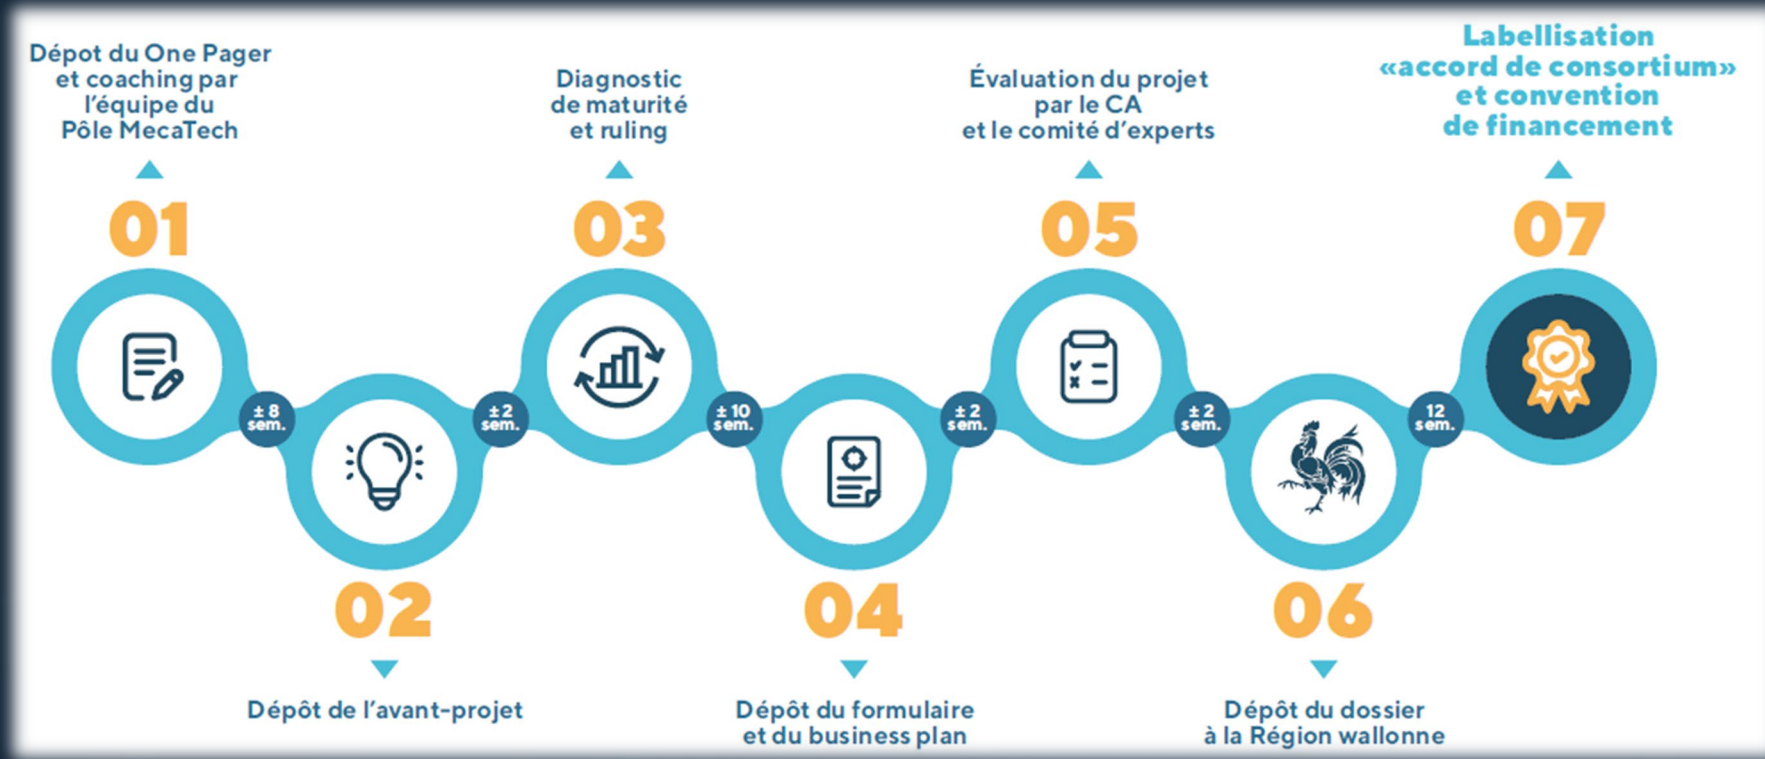 Dépot du One Pager
et coaching par
l'équipe du
Pôle MecaTech
01
± 8
sem.
02
Dépôt de l'avant-projet
± 2
sem.
Diagnostic
de maturité
et ruling
03
± 10
sem.
04
Dépôt du formulaire
et du business plan
± 2
sem.
Évaluation du projet
par le CA
et le comité d'experts
05
± 2
sem.
06
Dépôt du dossier
à la Région wallonne
12
sem.
Labellisation
«accord de consortium»
et convention
de financement
07